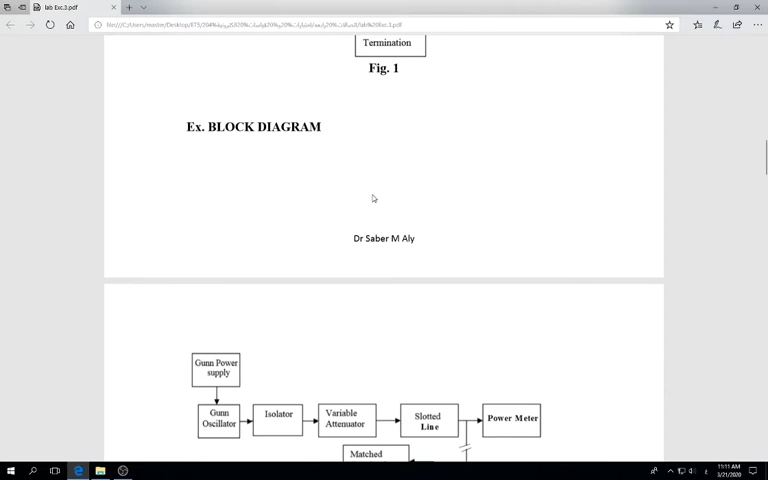 lab Exc.3.pdf
Termination
Fig. 1
Ex. BLOCK DIAGRAM
Dr Saber M Aly
Gunn Power
supply
Gunn
Oscillator
Isolator
Variable
Attenuator
Slotted
Line
Power Meter
Matched
11:11 AM
3/21/2020